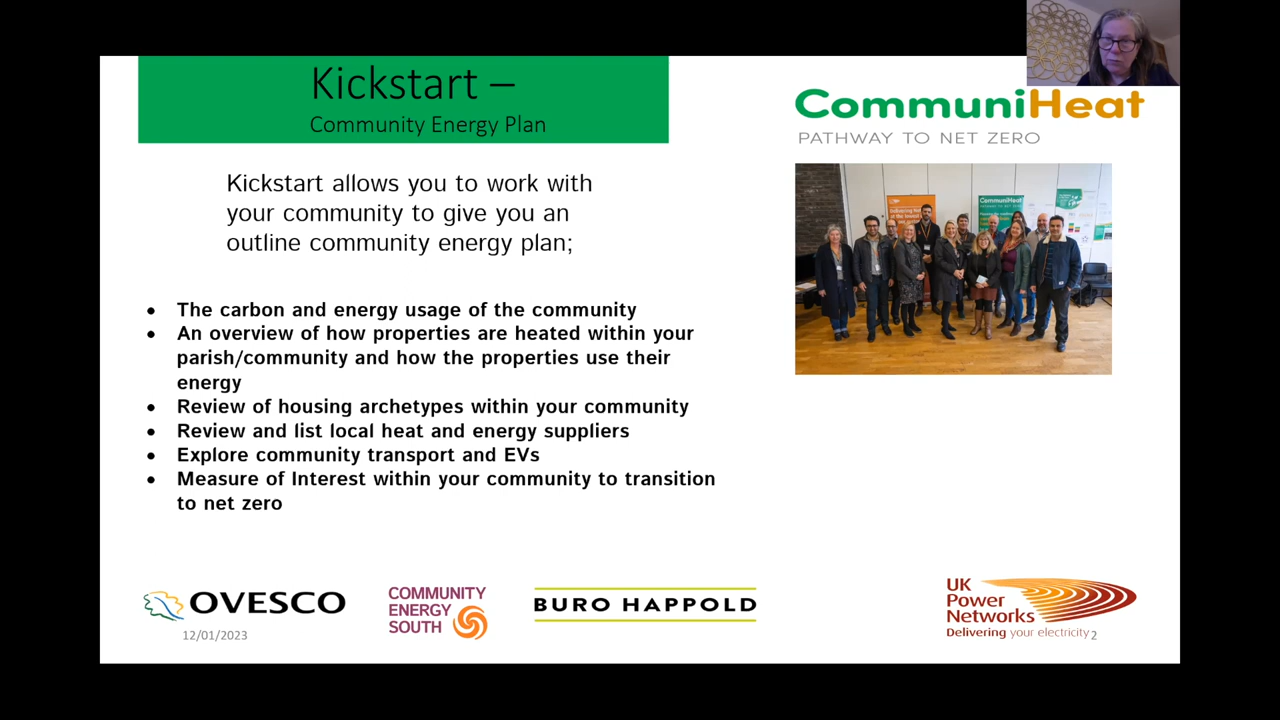 Kickstart –
Community Energy Plan
CommuniHeat
PATHWAY TO NET ZERO
Kickstart allows you to work with
your community to give you an
outline community energy plan;
CommuniHeat
• The carbon and energy usage of the community
• An overview of how properties are heated within your
parish/community and how the properties use their
energy
• Review of housing archetypes within your community
• Review and list local heat and energy suppliers
• Explore community transport and EVs
• Measure of Interest within your community to transition
to net zero
OVESCO
COMMUNITY
ENERGY
SOUTH
BURO HAPPOLD
UK
Power
Networks
Delivering your electricity
12/01/2023
2